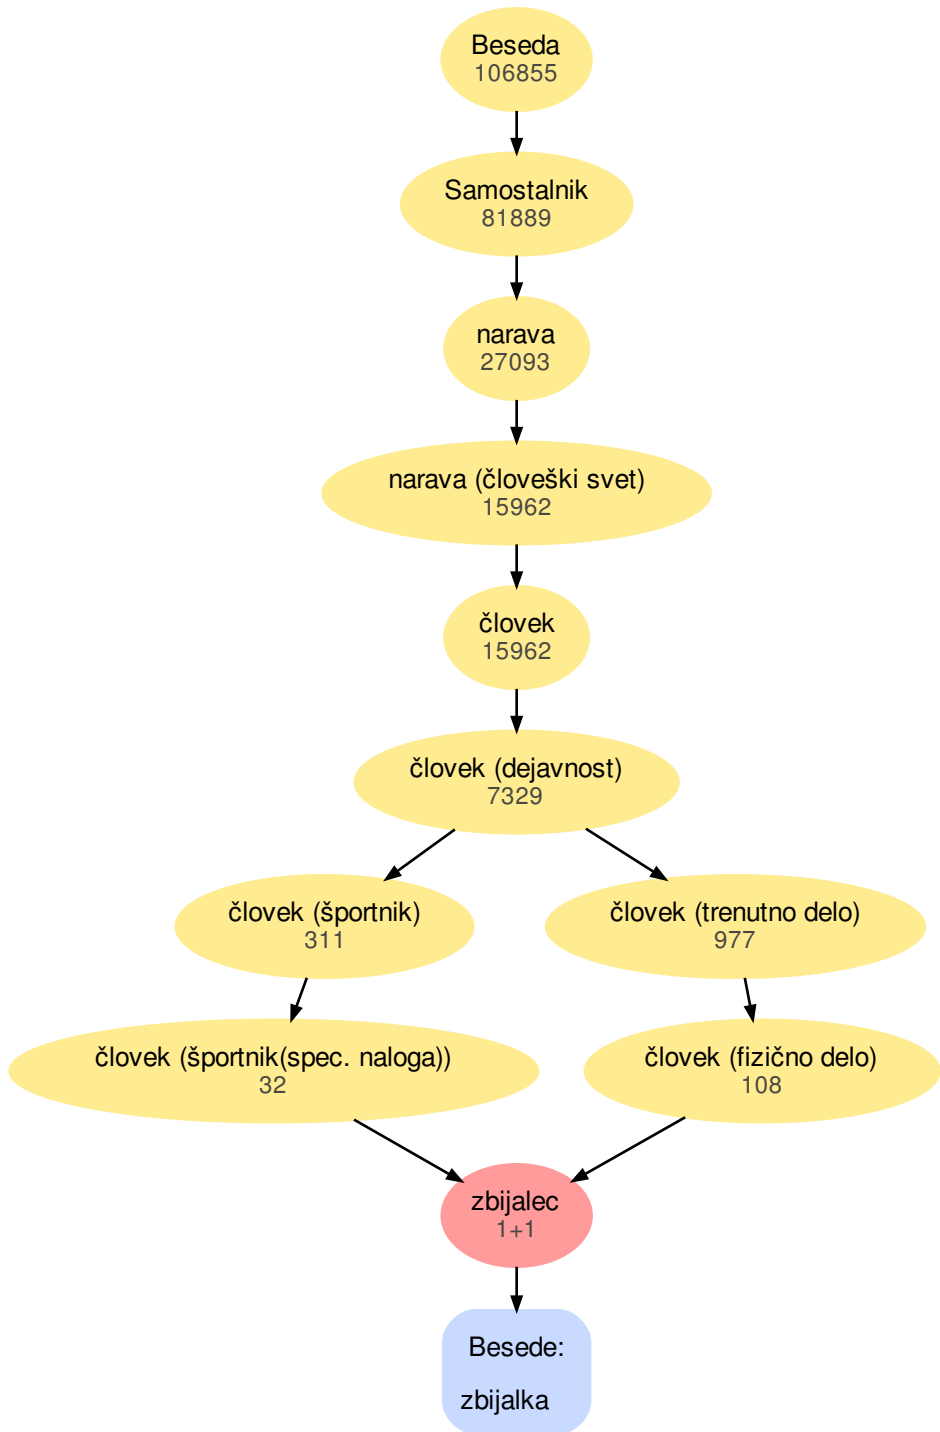 Beseda
106855
Samostalnik
81889
narava
27093
narava (človeški svet)
15962
človek
15962
človek (dejavnost)
7329
človek (športnik)
311
človek (trenutno delo)
977
človek (športnik(spec. naloga))
32
človek (fizično delo)
108
zbijalec
1+1
Besede:
zbijalka